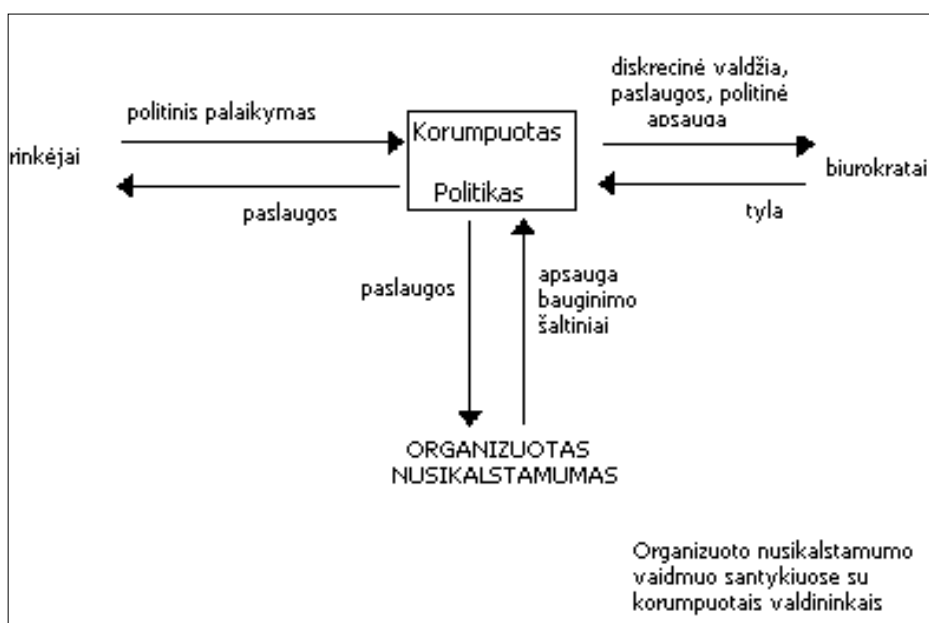 diskrecinė valdžia,
paslaugos, politinė
apsauga
politinis palaikymas
Korumpuotas
Politikas
rinkėjai
biurokratai
paslaugos
tyla
paslaugos
apsauga
bauginimo
šaltiniai
ORGANIZUOTAS
NUSIKALSTAMUMAS
Organizuoto nusikalstamumo
vaidmuo santykiuose su
korumpuotais valdininkais